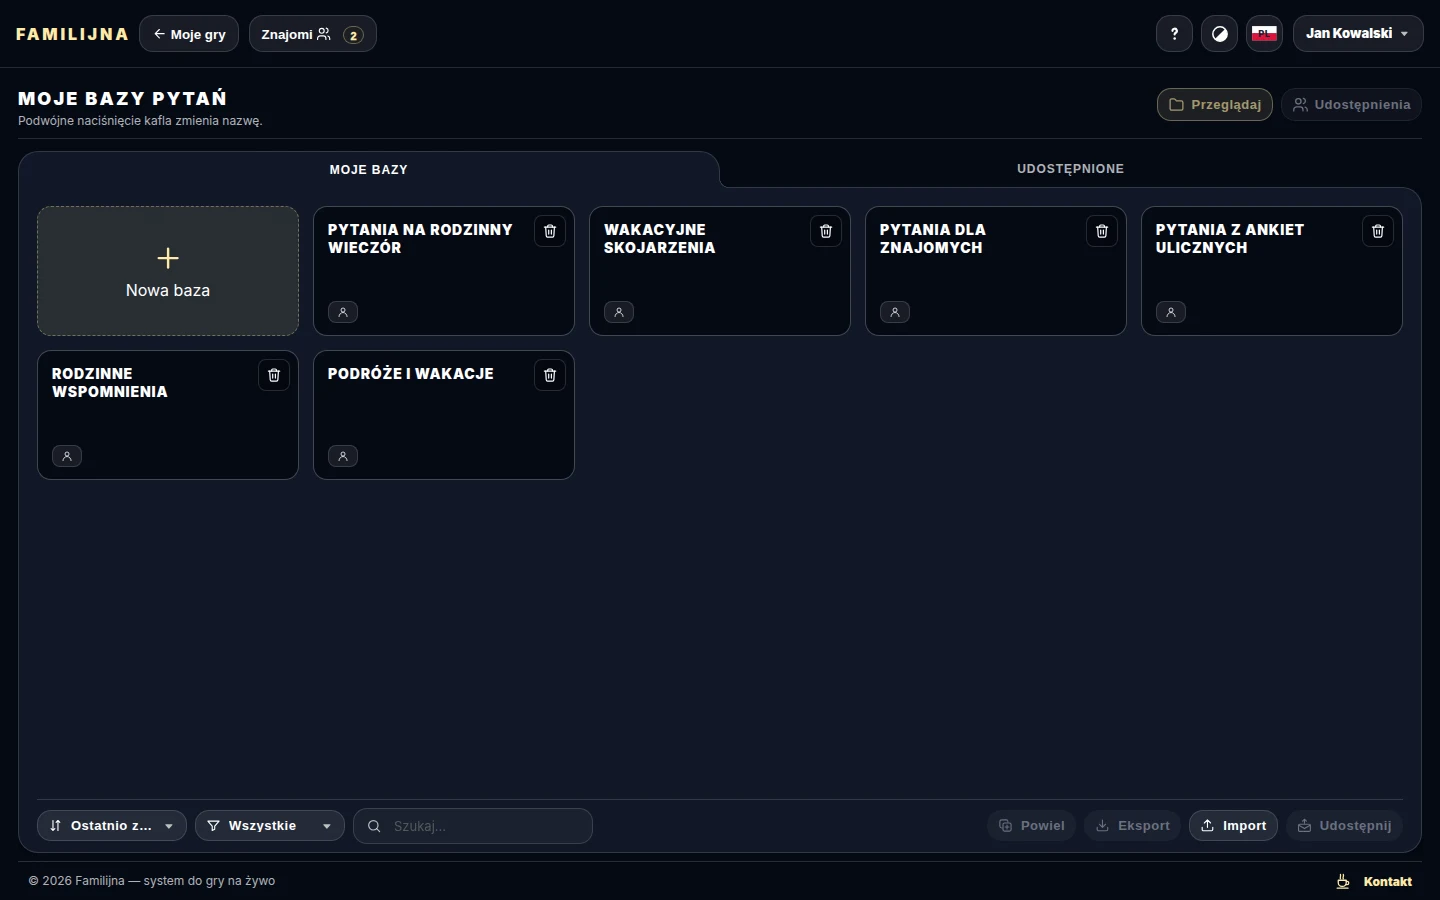 FAMILIJNA
Moje gry
Znajomi
2
?
PL
Jan Kowalski
MOJE BAZY PYTAŃ
Podwójne naciśnięcie kafla zmienia nazwę.
Przeglądaj
Udostępnienia
MOJE BAZY
UDOSTĘPNIONE
Nowa baza
PYTANIA NA RODZINNY
WIECZÓR
WAKACYJNE
SKOJARZENIA
PYTANIA DLA
ZNAJOMYCH
PYTANIA Z ANKIET
ULICZNYCH
RODZINNE
WSPOMNIENIA
PODRÓŻE I WAKACJE
Ostatnio z...
Wszystkie
Szukaj...
Powiel
Eksport
Import
Udostępnij
© 2026 Familijna — system do gry na żywo
Kontakt